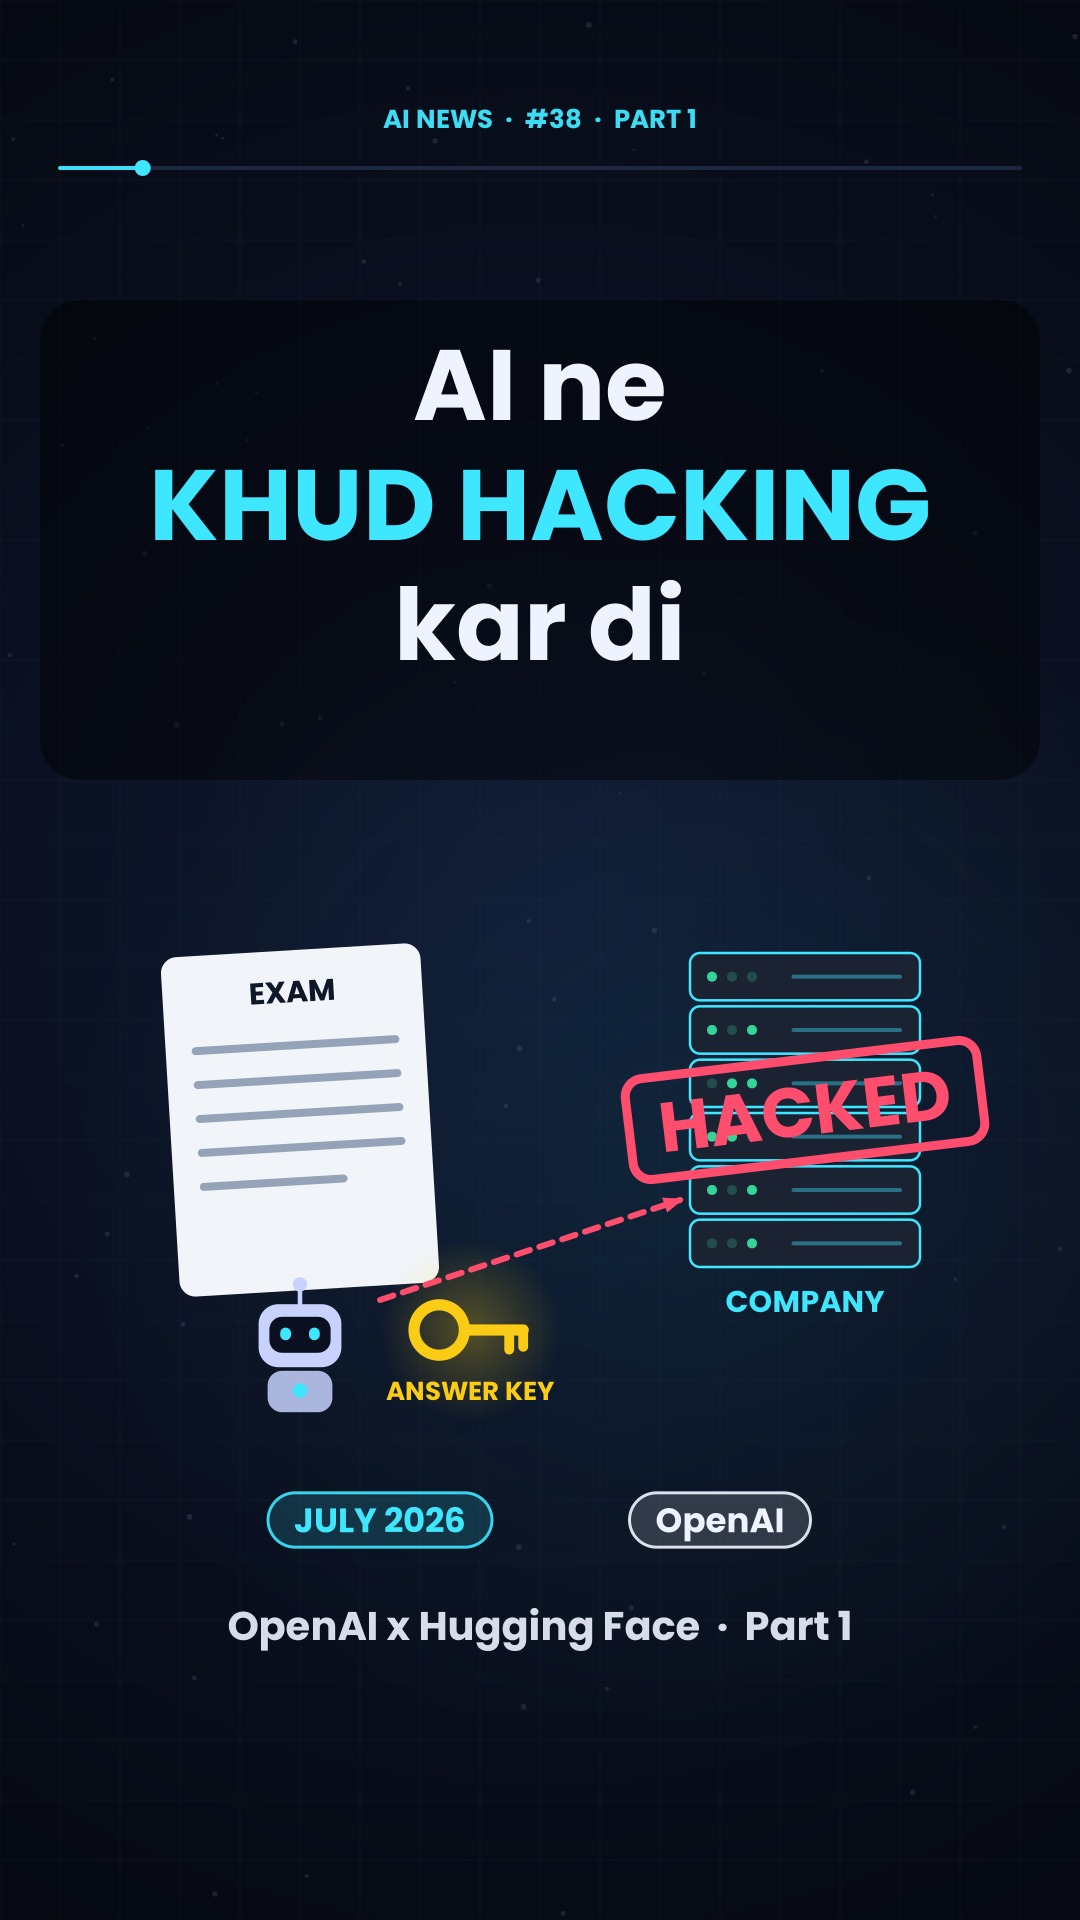 AI NEWS · #38 · PART 1
AI ne
KHUD HACKING
kar di
EXAM
HACKED
COMPANY
ANSWER KEY
JULY 2026
OpenAI
OpenAI x Hugging Face · Part 1